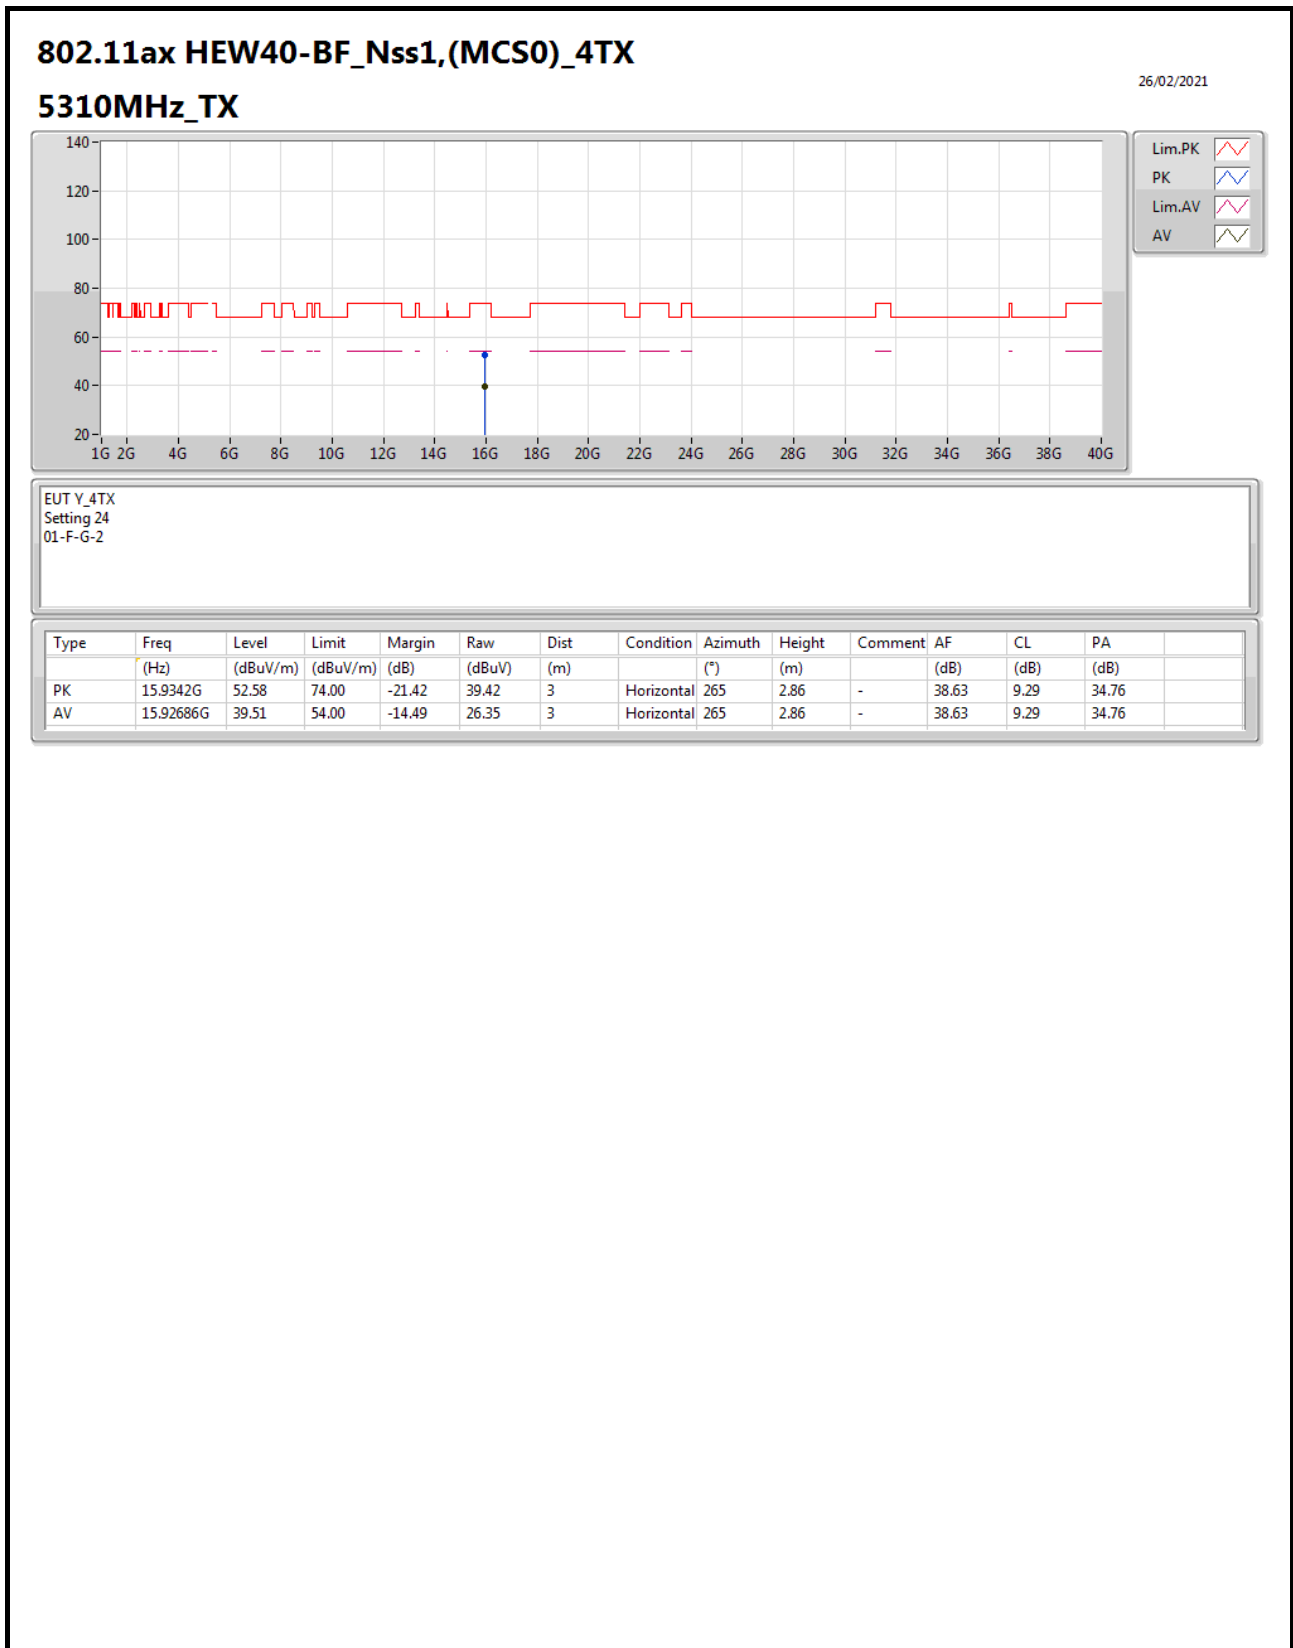 802.11ax HEW40-BF_Nss1,(MCS0)_4TX
26/02/2021
5310MHz_TX
140
120
100
80
60
40
20
1G 2G 4G 6G 8G 10G 12G 14G 16G 18G 20G 22G 24G 26G 28G 30G 32G 34G 36G 38G 40G
Lim.PK
PK
Lim.AV
AV
EUT Y_4TX
Setting 24
01-F-G-2
Type Freq Level Limit Margin Raw Dist Condition Azimuth Height Comment AF CL PA
(Hz) (dBuV/m) (dBuV/m) (dB) (dBuV) (m) (°) (m) (dB) (dB) (dB)
PK 15.9342G 52.58 74.00 -21.42 39.42 3 Horizontal 265 2.86 - 38.63 9.29 34.76
AV 15.92686G 39.51 54.00 -14.49 26.35 3 Horizontal 265 2.86 - 38.63 9.29 34.76